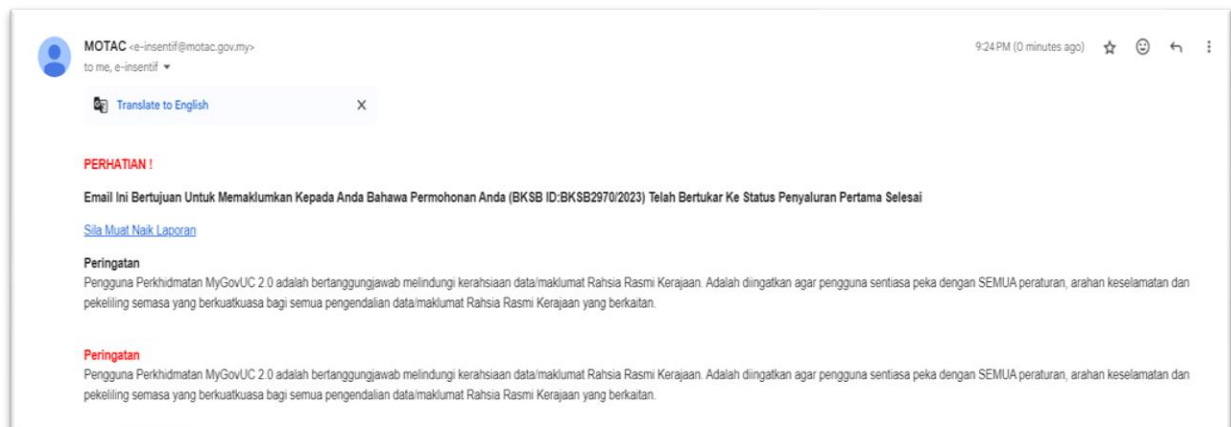 MOTAC <e-insentif@motac.gov.my>
9:24 PM (0 minutes ago)
to me, e-insentif
Translate to English
PERHATIAN !
Email Ini Bertujuan Untuk Memaklumkan Kepada Anda Bahawa Permohonan Anda (BKSB ID:BKSB2970/2023) Telah Bertukar Ke Status Penyaluran Pertama Selesai
Sila Muat Naik Laporan
Peringatan
Pengguna Perkhidmatan MyGovUC 2.0 adalah bertanggungjawab melindungi kerahsiaan data/maklumat Rahsia Rasmi Kerajaan. Adalah diingatkan agar pengguna sentiasa peka dengan SEMUA peraturan, arahan keselamatan dan
pekeliling semasa yang berkuatkuasa bagi semua pengendalian data/maklumat Rahsia Rasmi Kerajaan yang berkaitan.
Peringatan
Pengguna Perkhidmatan MyGovUC 2.0 adalah bertanggungjawab melindungi kerahsiaan data/maklumat Rahsia Rasmi Kerajaan. Adalah diingatkan agar pengguna sentiasa peka dengan SEMUA peraturan, arahan keselamatan dan
pekeliling semasa yang berkuatkuasa bagi semua pengendalian data/maklumat Rahsia Rasmi Kerajaan yang berkaitan.